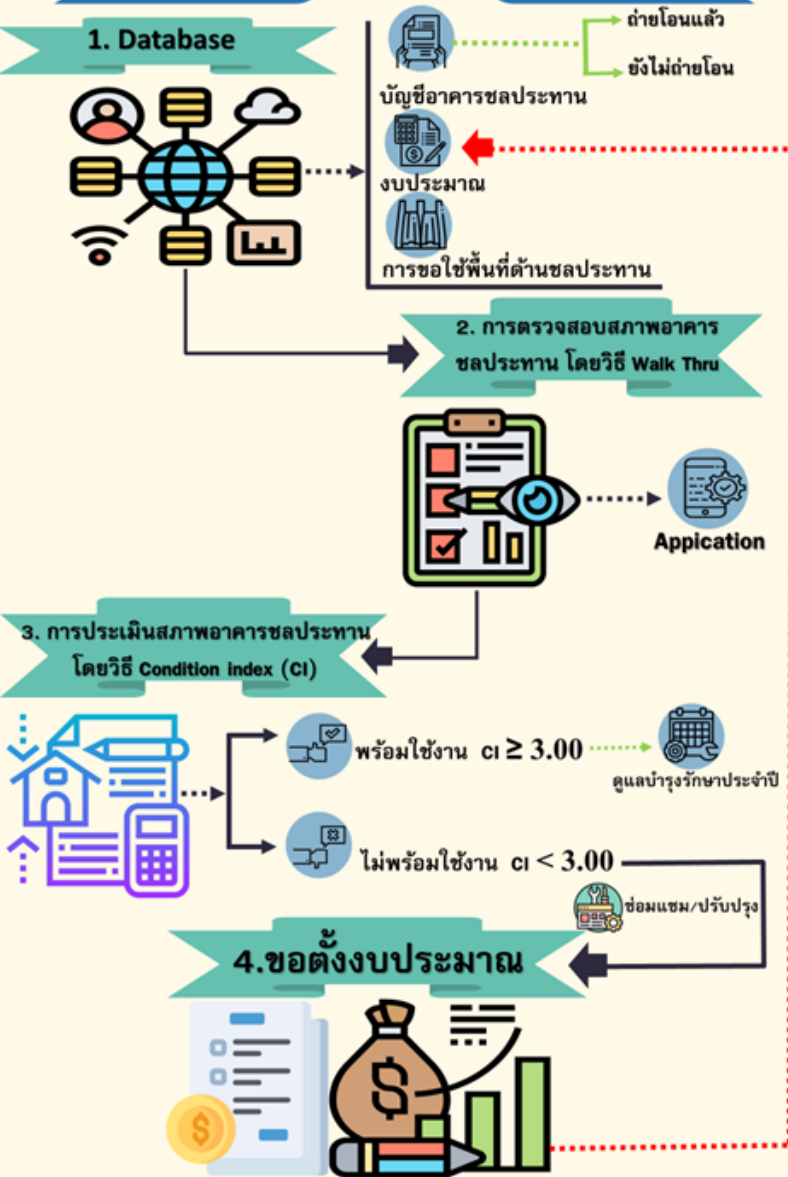 1. Database
ถ่ายโอนแล้ว
ยังไม่ถ่ายโอน
บัญชีอาคารชลประทาน
งบประมาณ
การขอใช้พื้นที่ด้านชลประทาน
2. การตรวจสอบสภาพอาคาร
ชลประทาน โดยวิธี Walk Thru
Appication
3. การประเมินสภาพอาคารชลประทาน
โดยวิธี Condition index (CI)
พร้อมใช้งาน CI ≥ 3.00
ดูแลบำรุงรักษาประจำปี
ไม่พร้อมใช้งาน CI < 3.00
ซ่อมแซม/ปรับปรุง
4.ขอตั้งงบประมาณ